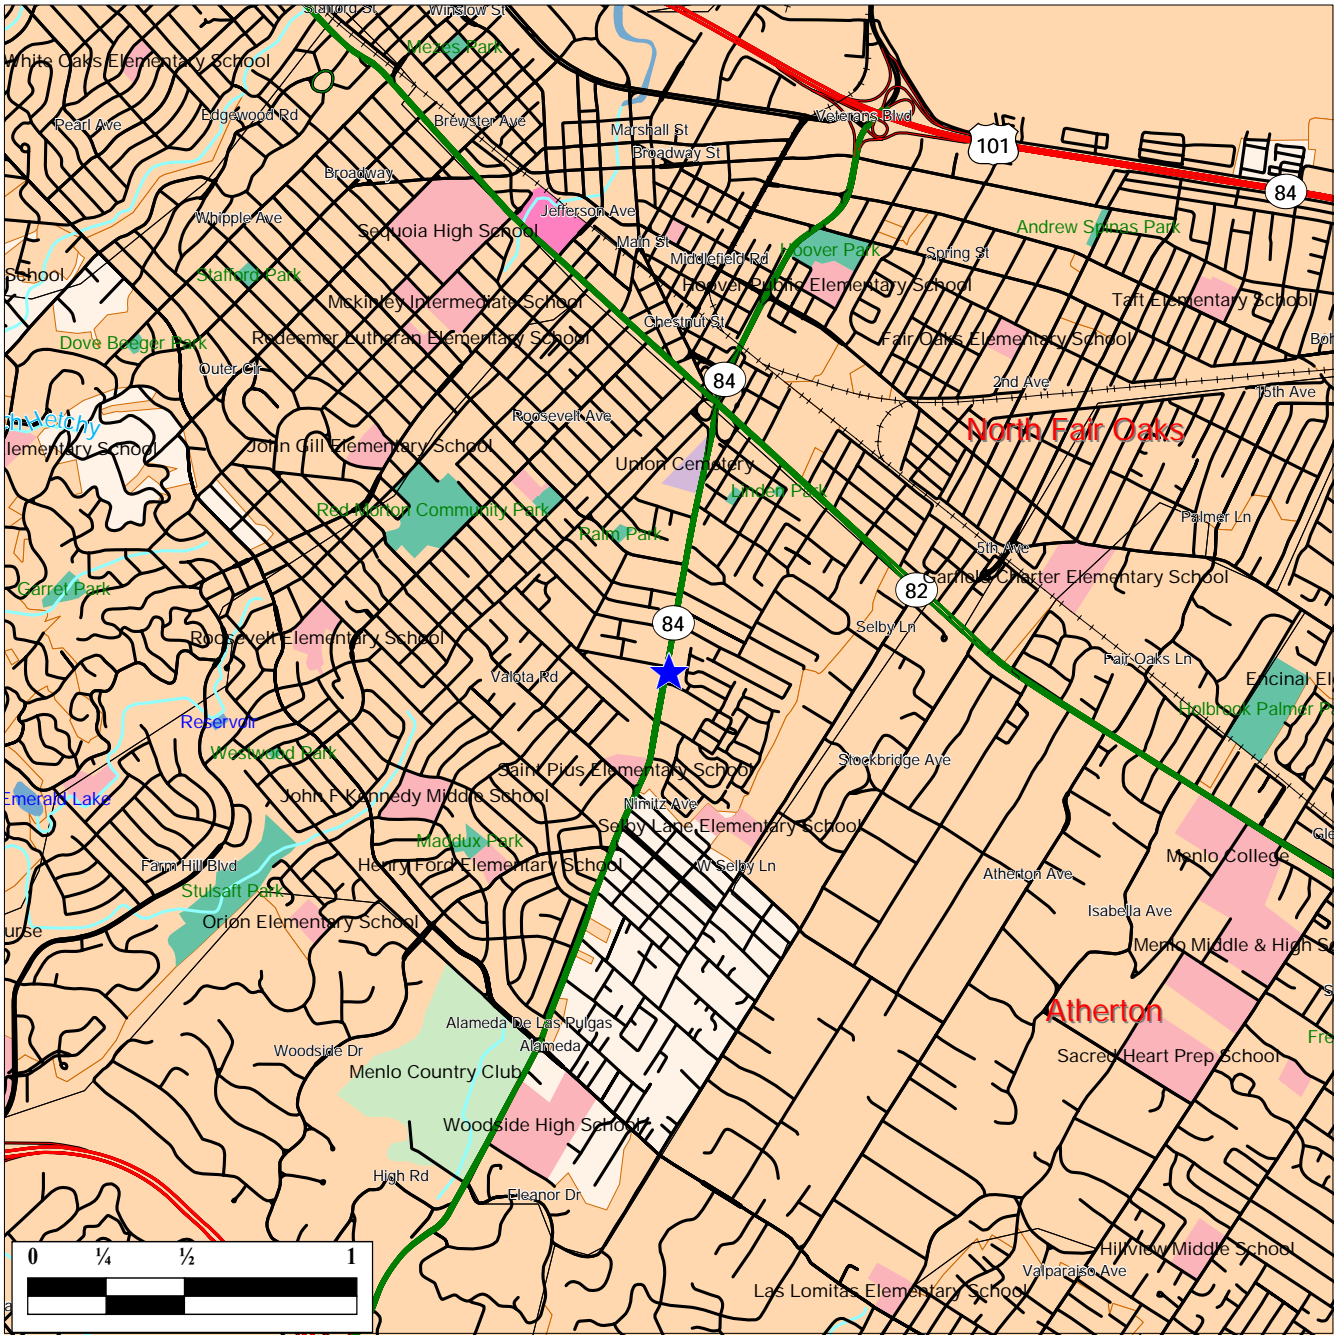 Stafford St
Winslow St
Mezes Park
White Oaks Elementary School
Edgewood Rd
Pearl Ave
Brewster Ave
Marshall St
Veterans Blvd
Broadway St
101
Broadway
84
Whipple Ave
Jefferson Ave
Sequoia High School
Main St
Andrew Spinas Park
Hoover Park
Spring St
Middlefield Rd
School
Stafford Park
Hoover Public Elementary School
Mckinley Intermediate School
Taft Elementary School
Chestnut St
Redeemer Lutheran Elementary School
Fair Oaks Elementary School
Dove Beeger Park
Outer Cir
84
2nd Ave
15th Ave
Roosevelt Ave
Hetchy
North Fair Oaks
John Gill Elementary School
lementary School
Union Cemetery
Linden Park
Red Morton Community Park
Palmer Ln
Palm Park
5th Ave
Garfield Charter Elementary School
Garret Park
82
84
Selby Ln
Roosevelt Elementary School
Fair Oaks Ln
Valota Rd
Encinal El
Holbrook Palmer P
Reservoir
Westwood Park
Stockbridge Ave
Saint Pius Elementary School
John F Kennedy Middle School
Emerald Lake
Nimitz Ave
Selby Lane Elementary School
Maddux Park
Gle
Menlo College
Farm Hill Blvd
Henry Ford Elementary School
W Selby Ln
Atherton Ave
Stulsaft Park
Isabella Ave
Orion Elementary School
urse
Menlo Middle & High S
Atherton
Alameda De Las Pulgas
Alameda
Fre
Woodside Dr
Sacred Heart Prep School
Menlo Country Club
Woodside High School
High Rd
Eleanor Dr
Hillview Middle School
0 ¼ ½ 1
Valparaiso Ave
Las Lomitas Elementary School